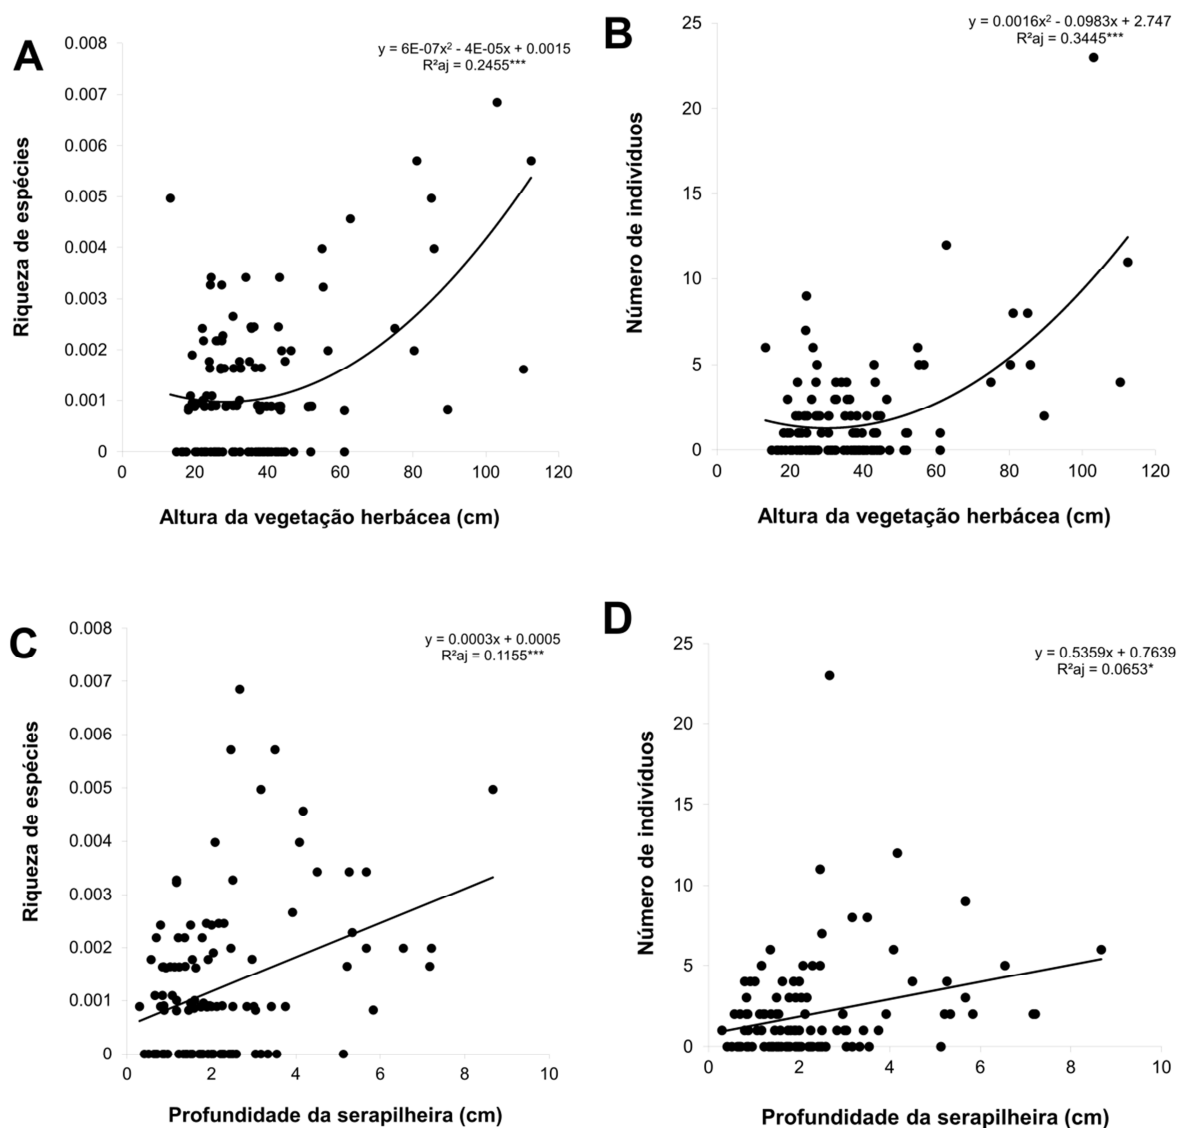 A
y = 6E-07x² - 4E-05x + 0.0015
R²aj = 0.2455***
Riqueza de espécies
0.008
0.007
0.006
0.005
0.004
0.003
0.002
0.001
0
0 20 40 60 80 100 120
Altura da vegetação herbácea (cm)
B
y = 0.0016x² - 0.0983x + 2.747
R²aj = 0.3445***
Número de indivíduos
25
20
15
10
5
0
0 20 40 60 80 100 120
Altura da vegetação herbácea (cm)
C
y = 0.0003x + 0.0005
R²aj = 0.1155***
Riqueza de espécies
0.008
0.007
0.006
0.005
0.004
0.003
0.002
0.001
0
0 2 4 6 8 10
Profundidade da serapilheira (cm)
D
y = 0.5359x + 0.7639
R²aj = 0.0653*
Número de indivíduos
25
20
15
10
5
0
0 2 4 6 8 10
Profundidade da serapilheira (cm)